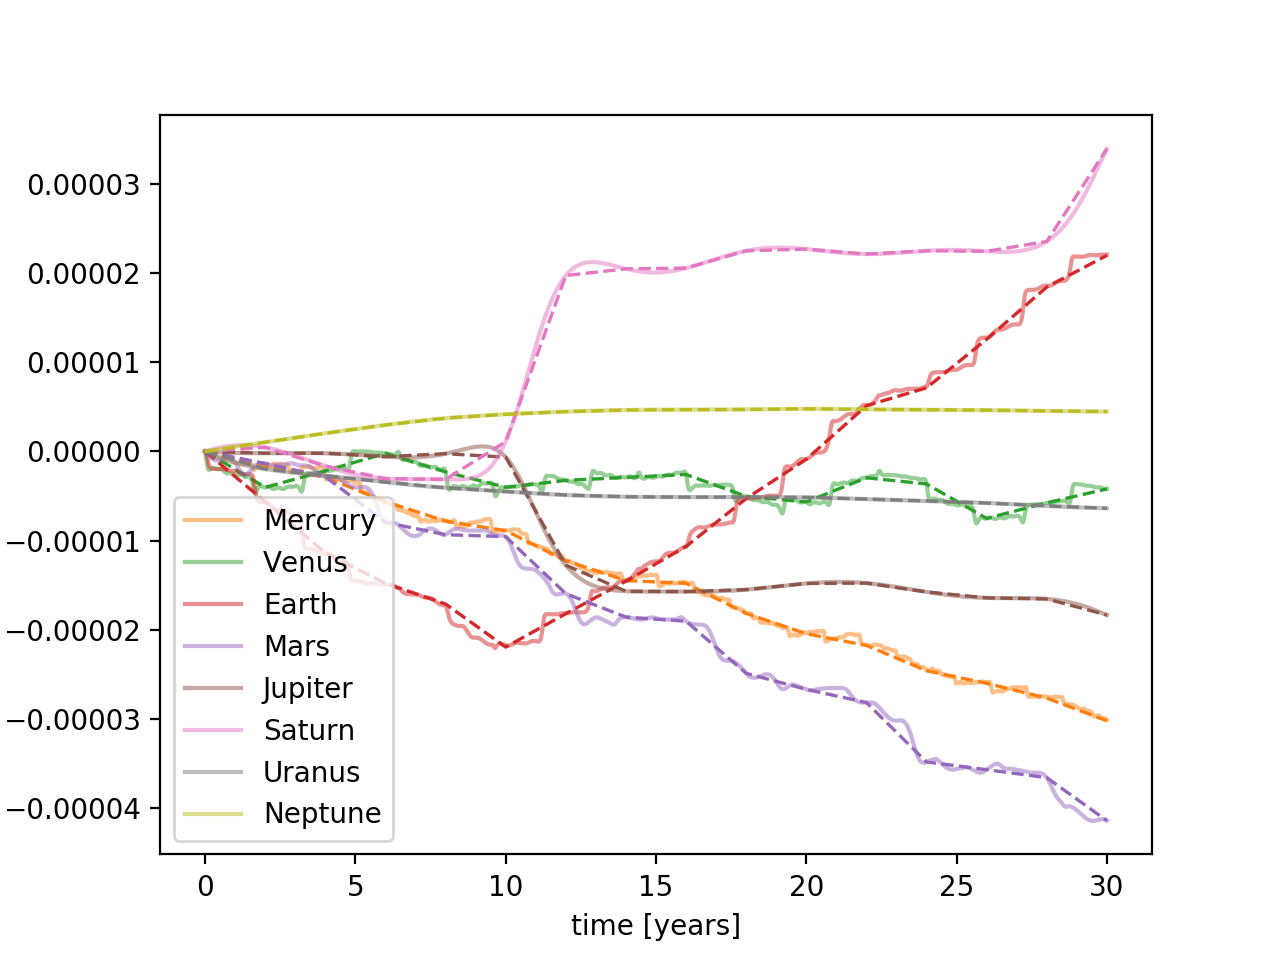 0.00003
0.00002
0.00001
0.00000
−0.00001
−0.00002
−0.00003
−0.00004
Mercury
Venus
Earth
Mars
Jupiter
Saturn
Uranus
Neptune
0 5 10 15 20 25 30
time [years]